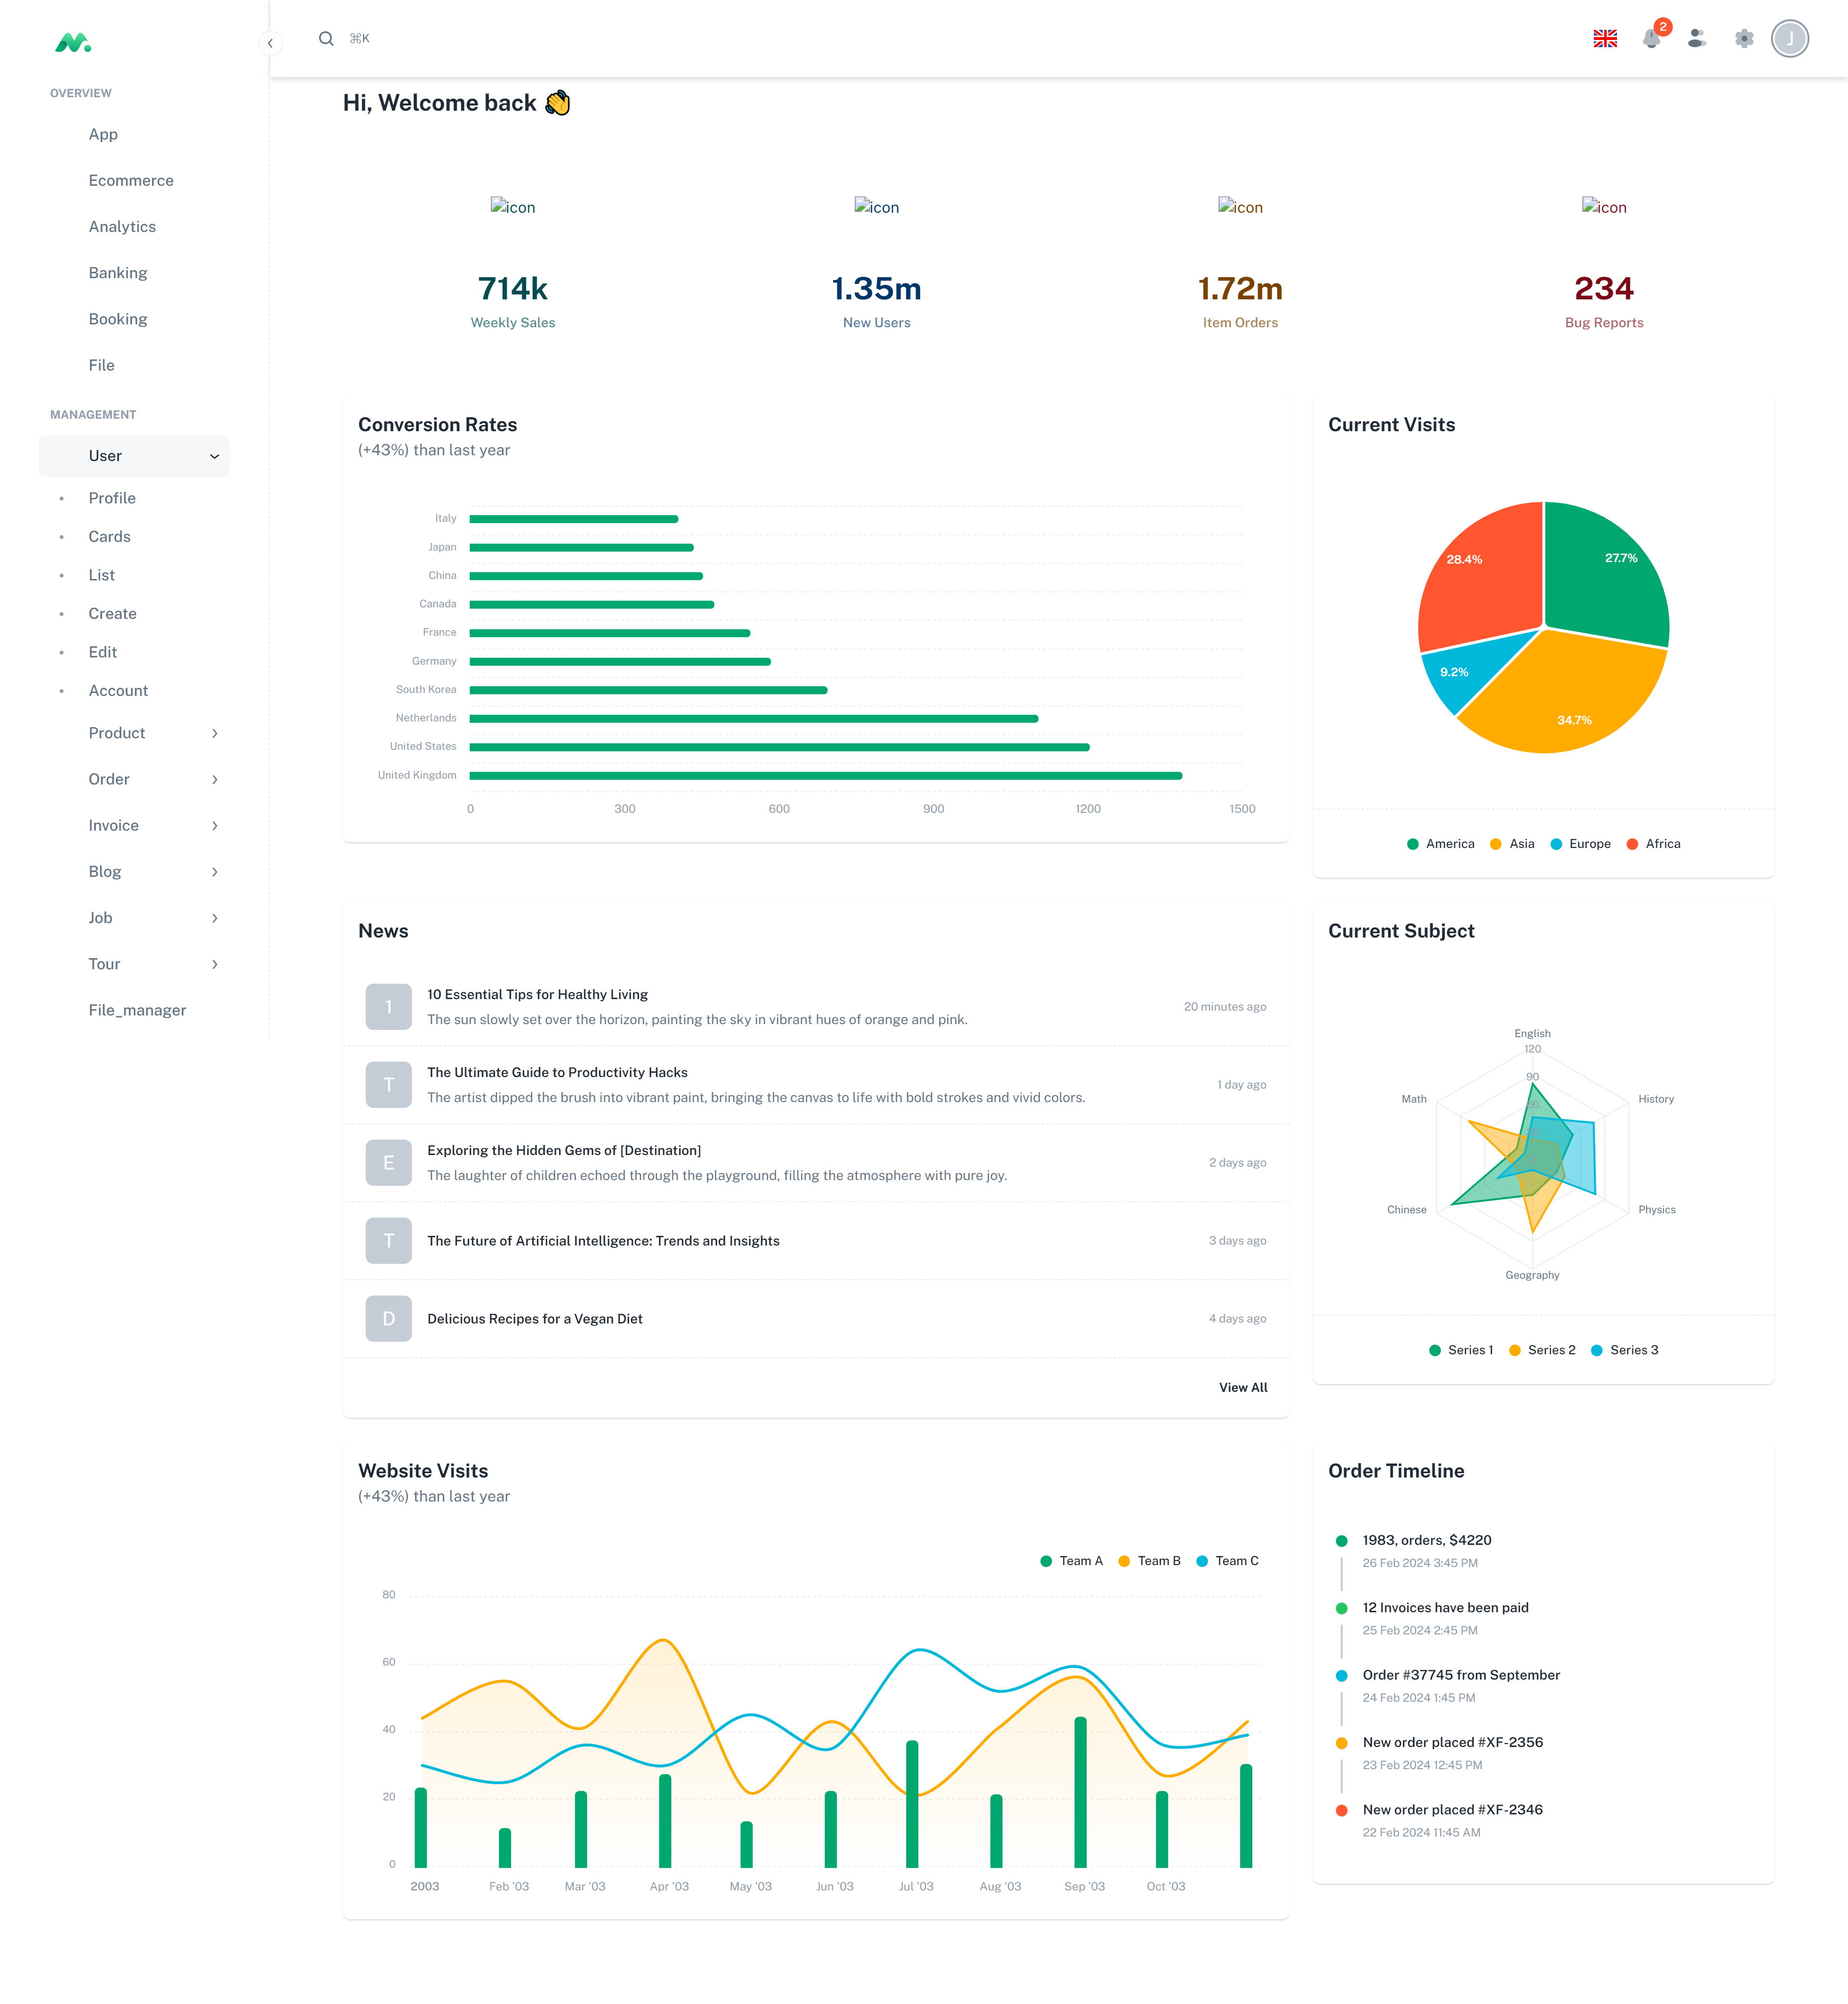 ⌘K
2
J
OVERVIEW
App
Ecommerce
Analytics
Banking
Booking
File
MANAGEMENT
User
Profile
Cards
List
Create
Edit
Account
Product
Order
Invoice
Blog
Job
Tour
File_manager
Hi, Welcome back 👏
icon
714k
Weekly Sales
icon
1.35m
New Users
icon
1.72m
Item Orders
icon
234
Bug Reports
Conversion Rates
(+43%) than last year
Italy
Japan
China
Canada
France
Germany
South Korea
Netherlands
United States
United Kingdom
0 300 600 900 1200 1500
Current Visits
28.4%
27.7%
9.2%
34.7%
America Asia Europe Africa
News
1
10 Essential Tips for Healthy Living
The sun slowly set over the horizon, painting the sky in vibrant hues of orange and pink.
20 minutes ago
T
The Ultimate Guide to Productivity Hacks
The artist dipped the brush into vibrant paint, bringing the canvas to life with bold strokes and vivid colors.
1 day ago
E
Exploring the Hidden Gems of [Destination]
The laughter of children echoed through the playground, filling the atmosphere with pure joy.
2 days ago
T
The Future of Artificial Intelligence: Trends and Insights
3 days ago
D
Delicious Recipes for a Vegan Diet
4 days ago
View All
Current Subject
English
120
90
Math
History
Chinese
Physics
Geography
Series 1 Series 2 Series 3
Website Visits
(+43%) than last year
Team A Team B Team C
80
60
40
20
0
2003 Feb '03 Mar '03 Apr '03 May '03 Jun '03 Jul '03 Aug '03 Sep '03 Oct '03
Order Timeline
1983, orders, $4220
26 Feb 2024 3:45 PM
12 Invoices have been paid
25 Feb 2024 2:45 PM
Order #37745 from September
24 Feb 2024 1:45 PM
New order placed #XF-2356
23 Feb 2024 12:45 PM
New order placed #XF-2346
22 Feb 2024 11:45 AM